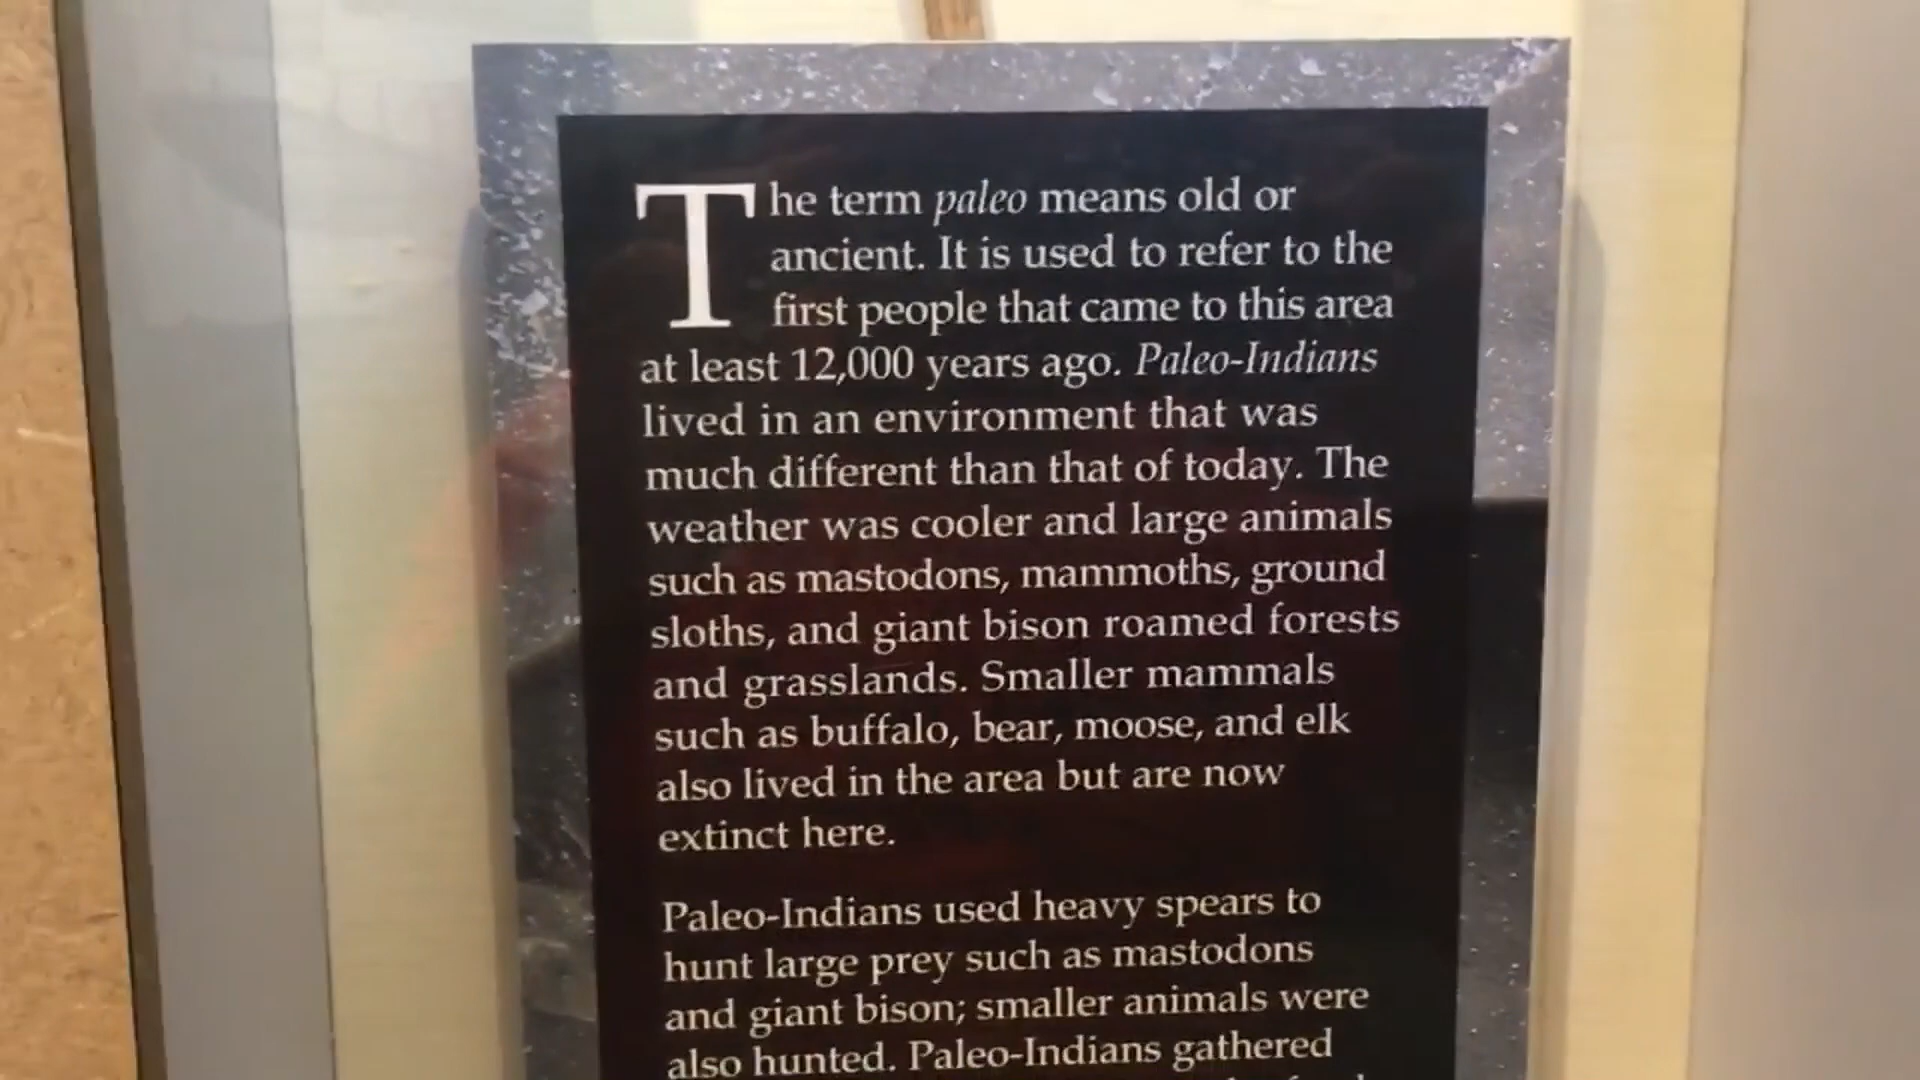 The term paleo means old or
ancient. It is used to refer to the
first people that came to this area
at least 12,000 years ago. Paleo-Indians
lived in an environment that was
much different than that of today. The
weather was cooler and large animals
such as mastodons, mammoths, ground
sloths, and giant bison roamed forests
and grasslands. Smaller mammals
such as buffalo, bear, moose, and elk
also lived in the area but are now
extinct here.
Paleo-Indians used heavy spears to
hunt large prey such as mastodons
and giant bison; smaller animals were
also hunted. Paleo-Indians gathered